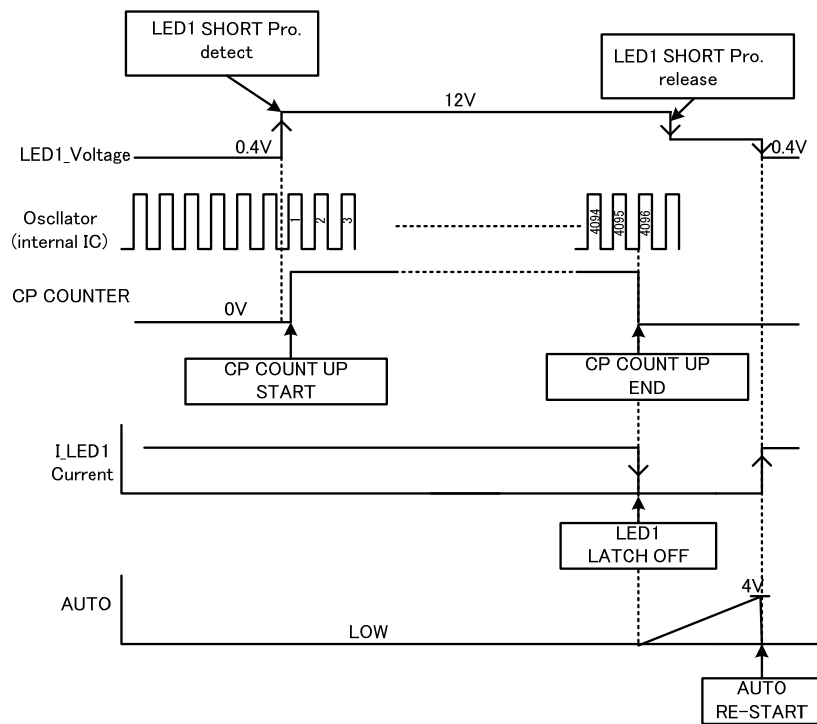 LED1 SHORT Pro.
detect
LED1 SHORT Pro.
release
12V
LED1_Voltage
0.4V
0.4V
Oscllator
(internal IC)
1
2
3
4094
4095
4096
CP COUNTER
0V
CP COUNT UP
START
CP COUNT UP
END
I_LED1
Current
LED1
LATCH OFF
AUTO
LOW
4V
AUTO
RE-START